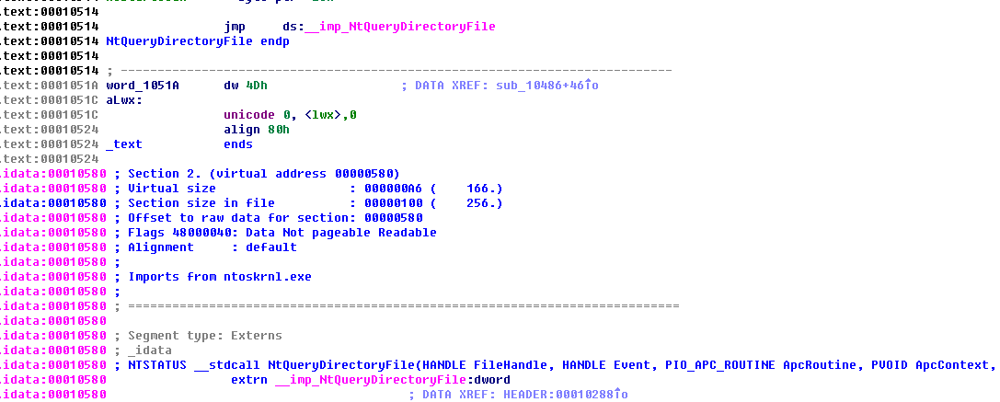 .text:00010514
.text:00010514 jmp ds:__imp_NtQueryDirectoryFile
.text:00010514 NtQueryDirectoryFile endp
.text:00010514
.text:00010514 ; ---------------------------------------------------------------------------
.text:0001051A word_1051A dw 4Dh ; DATA XREF: sub_10486+46↑o
.text:0001051C aLwx:
.text:0001051C unicode 0, <lwx>,0
.text:00010524 align 80h
.text:00010524 _text ends
.text:00010524
.idata:00010580 ; Section 2. (virtual address 00000580)
.idata:00010580 ; Virtual size : 000000A6 ( 166.)
.idata:00010580 ; Section size in file : 00000100 ( 256.)
.idata:00010580 ; Offset to raw data for section: 00000580
.idata:00010580 ; Flags 48000040: Data Not pageable Readable
.idata:00010580 ; Alignment : default
.idata:00010580 ;
.idata:00010580 ; Imports from ntoskrnl.exe
.idata:00010580 ;
.idata:00010580 ; ===========================================================================
.idata:00010580
.idata:00010580 ; Segment type: Externs
.idata:00010580 ; _idata
.idata:00010580 ; NTSTATUS __stdcall NtQueryDirectoryFile(HANDLE FileHandle, HANDLE Event, PIO_APC_ROUTINE ApcRoutine, PVOID ApcContext,
.idata:00010580 extrn __imp_NtQueryDirectoryFile:dword
.idata:00010580 ; DATA XREF: HEADER:00010288↑o